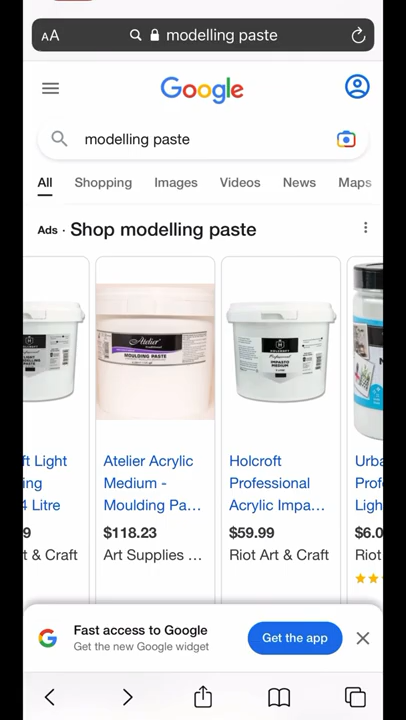 AA modelling paste
Google
modelling paste
All Shopping Images Videos News Maps
Ads · Shop modelling paste
Atelier
MOULDING PASTE
IMPASTO
MEDIUM
ft Light
ing
4 Litre
9
t & Craft
Atelier Acrylic
Medium -
Moulding Pa...
$118.23
Art Supplies ...
Holcroft
Professional
Acrylic Impa...
$59.99
Riot Art & Craft
Urba
Prof
Ligh
$6.0
Riot
Fast access to Google
Get the new Google widget
Get the app